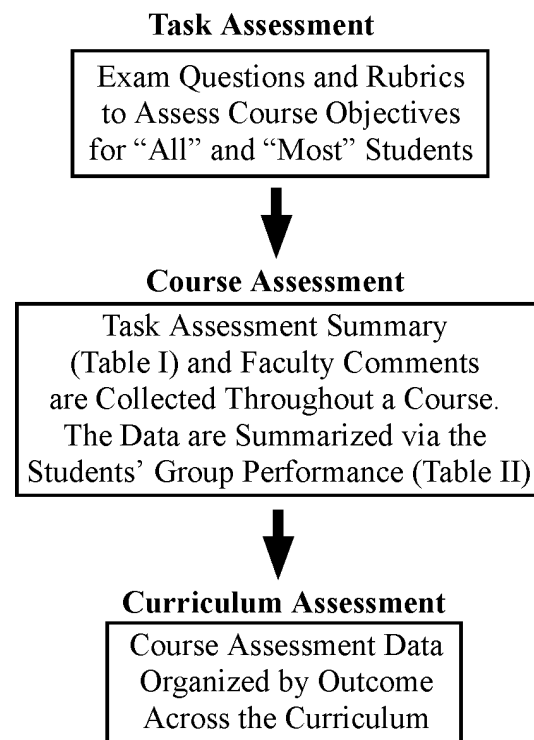 Task Assessment
Exam Questions and Rubrics
to Assess Course Objectives
for “All” and “Most” Students
Course Assessment
Task Assessment Summary
(Table I) and Faculty Comments
are Collected Throughout a Course.
The Data are Summarized via the
Students’ Group Performance (Table II)
Curriculum Assessment
Course Assessment Data
Organized by Outcome
Across the Curriculum